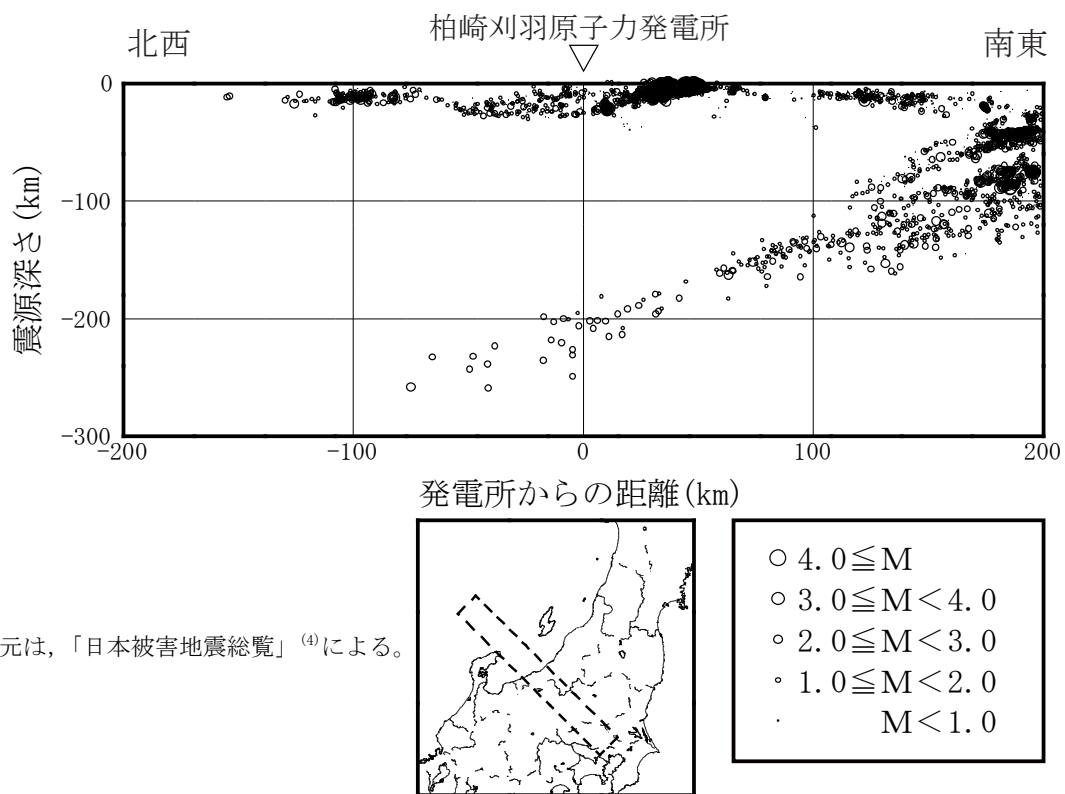 柏崎刈羽原子力発電所
北西
南東
0
-100
-200
-300
震源深さ(km)
-200
-100
0
100
200
発電所からの距離(km)
元は，「日本被害地震総覧」(4)による。
4.0≦M
3.0≦M＜4.0
2.0≦M＜3.0
1.0≦M＜2.0
M＜1.0